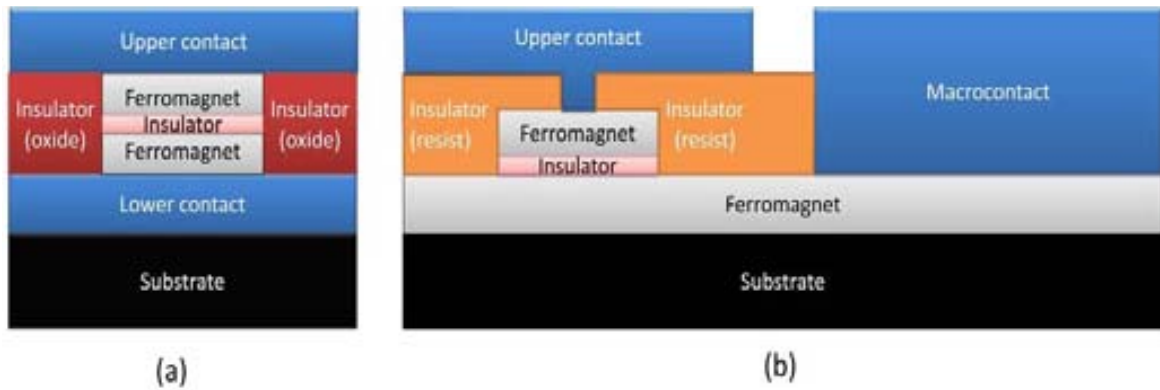 Upper contact
Insulator
(oxide)
Ferromagnet
Insulator
Ferromagnet
Insulator
(oxide)
Lower contact
Substrate
(a)
Upper contact
Insulator
(resist)
Ferromagnet
Insulator
Insulator
(resist)
Macrocontact
Ferromagnet
Substrate
(b)